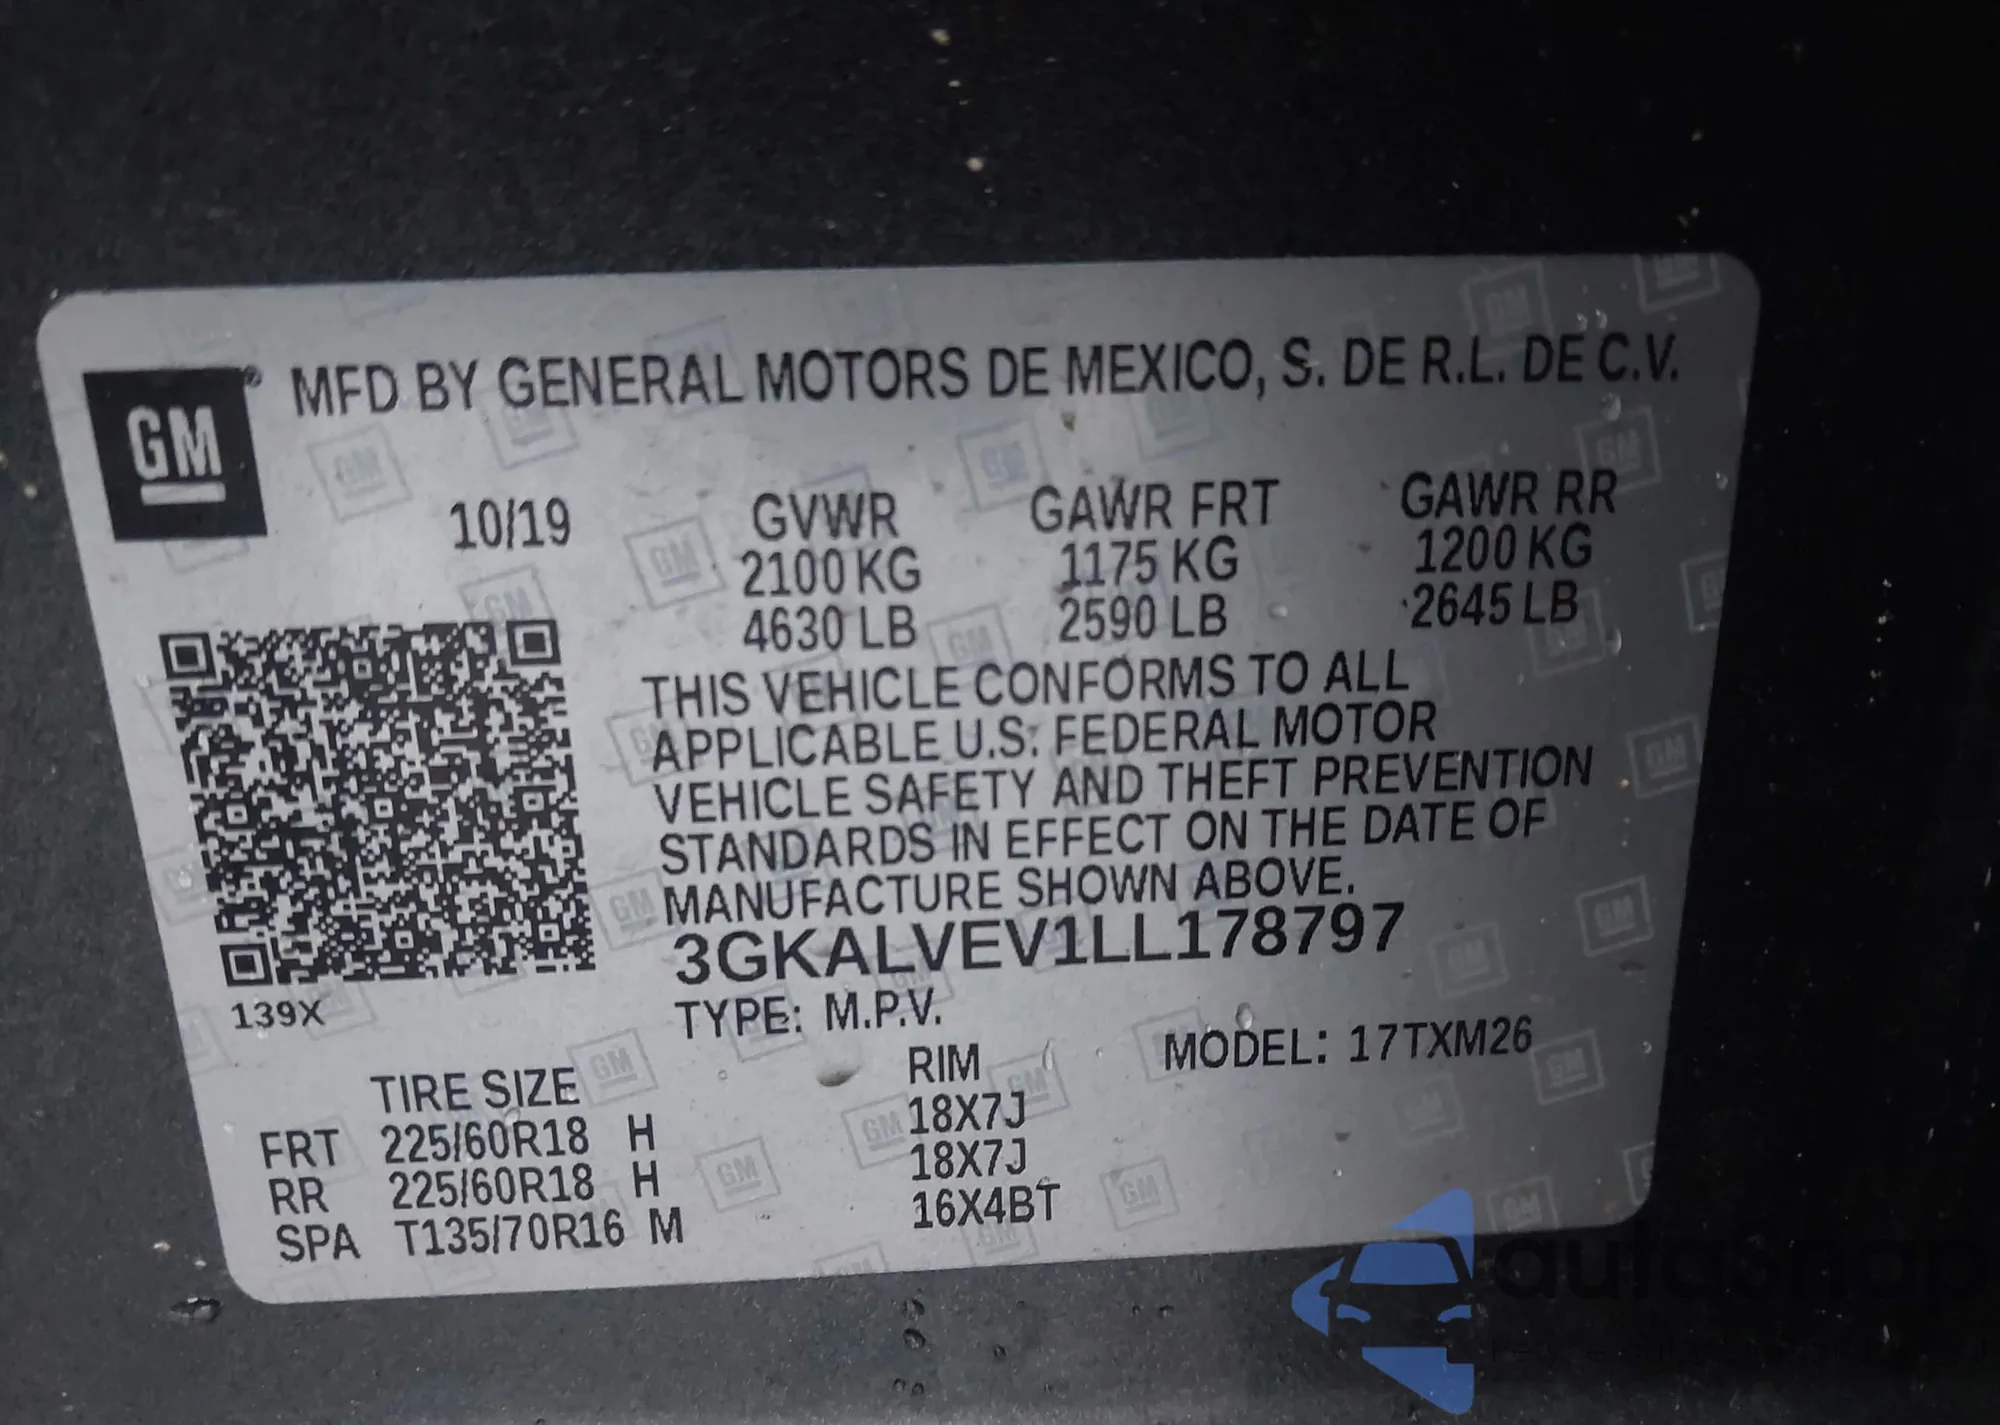 GM
® MFD BY GENERAL MOTORS DE MEXICO, S. DE R.L. DE C.V.
10/19 GVWR GAWR FRT GAWR RR
2100 KG 1175 KG 1200 KG
4630 LB 2590 LB 2645 LB
THIS VEHICLE CONFORMS TO ALL
APPLICABLE U.S. FEDERAL MOTOR
VEHICLE SAFETY AND THEFT PREVENTION
STANDARDS IN EFFECT ON THE DATE OF
MANUFACTURE SHOWN ABOVE.
3GKALVEV1LL178797
139X
TYPE: M.P.V.
MODEL: 17TXM26
TIRE SIZE RIM
FRT 225/60R18 H 18X7J
RR 225/60R18 H 18X7J
SPA T135/70R16 M 16X4BT
autasnap